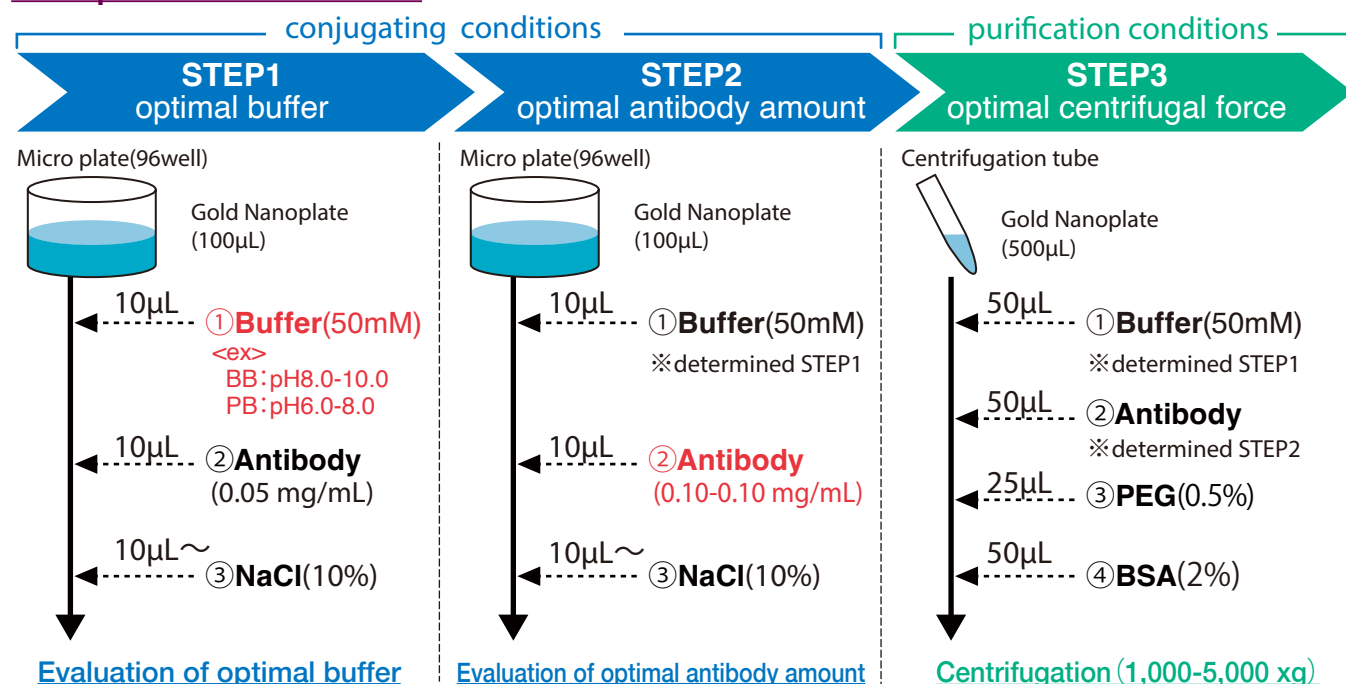 conjugating conditions
purification conditions
STEP1
optimal buffer
STEP2
optimal antibody amount
STEP3
optimal centrifugal force
Micro plate(96well)
Gold Nanoplate
(100μL)
10μL
①Buffer(50mM)
<ex>
BB:pH8.0-10.0
PB:pH6.0-8.0
10μL
②Antibody
(0.05 mg/mL)
10μL～
③NaCl(10%)
Evaluation of optimal buffer
Micro plate(96well)
Gold Nanoplate
(100μL)
10μL
①Buffer(50mM)
※determined STEP1
10μL
②Antibody
(0.10-0.10 mg/mL)
10μL～
③NaCl(10%)
Evaluation of optimal antibody amount
Centrifugation tube
Gold Nanoplate
(500μL)
50μL
①Buffer(50mM)
※determined STEP1
50μL
②Antibody
※determined STEP2
25μL
③PEG(0.5%)
50μL
④BSA(2%)
Centrifugation（1,000-5,000 xg）